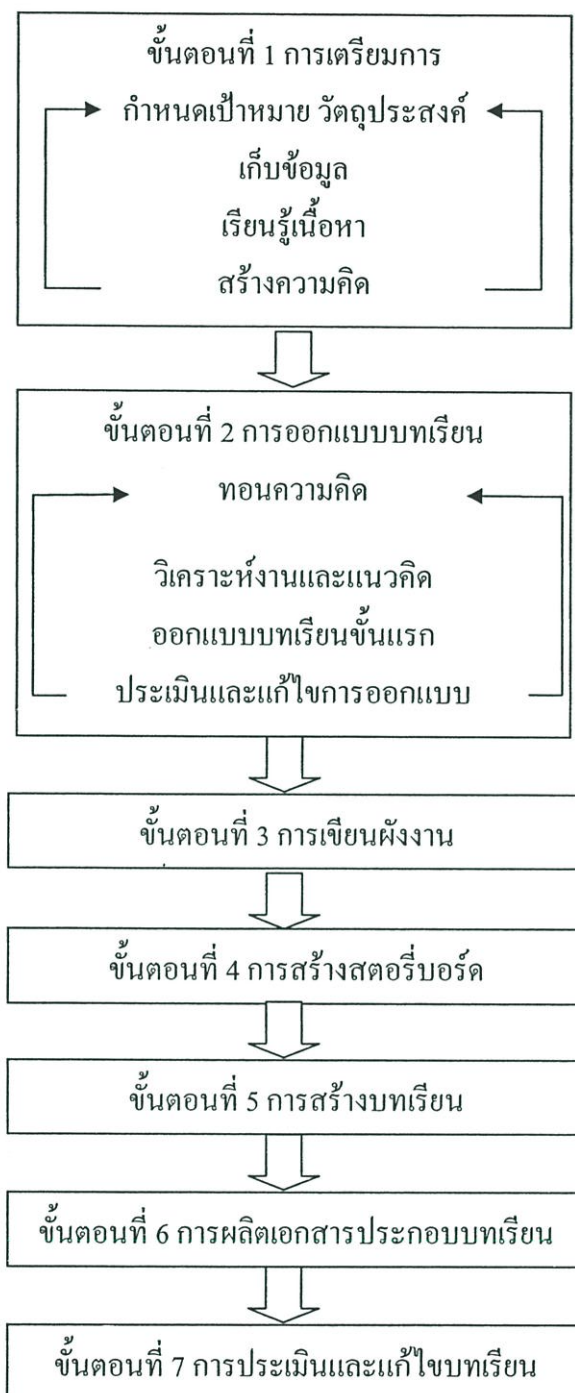 ขั้นตอนที่ 1 การเตรียมการ
กำหนดเป้าหมาย วัตถุประสงค์
เก็บข้อมูล
เรียนรู้เนื้อหา
สร้างความคิด
ขั้นตอนที่ 2 การออกแบบบทเรียน
ทอนความคิด
วิเคราะห์งานและแนวคิด
ออกแบบบทเรียนขั้นแรก
ประเมินและแก้ไขการออกแบบ
ขั้นตอนที่ 3 การเขียนผังงาน
ขั้นตอนที่ 4 การสร้างสตอรี่บอร์ด
ขั้นตอนที่ 5 การสร้างบทเรียน
ขั้นตอนที่ 6 การผลิตเอกสารประกอบบทเรียน
ขั้นตอนที่ 7 การประเมินและแก้ไขบทเรียน